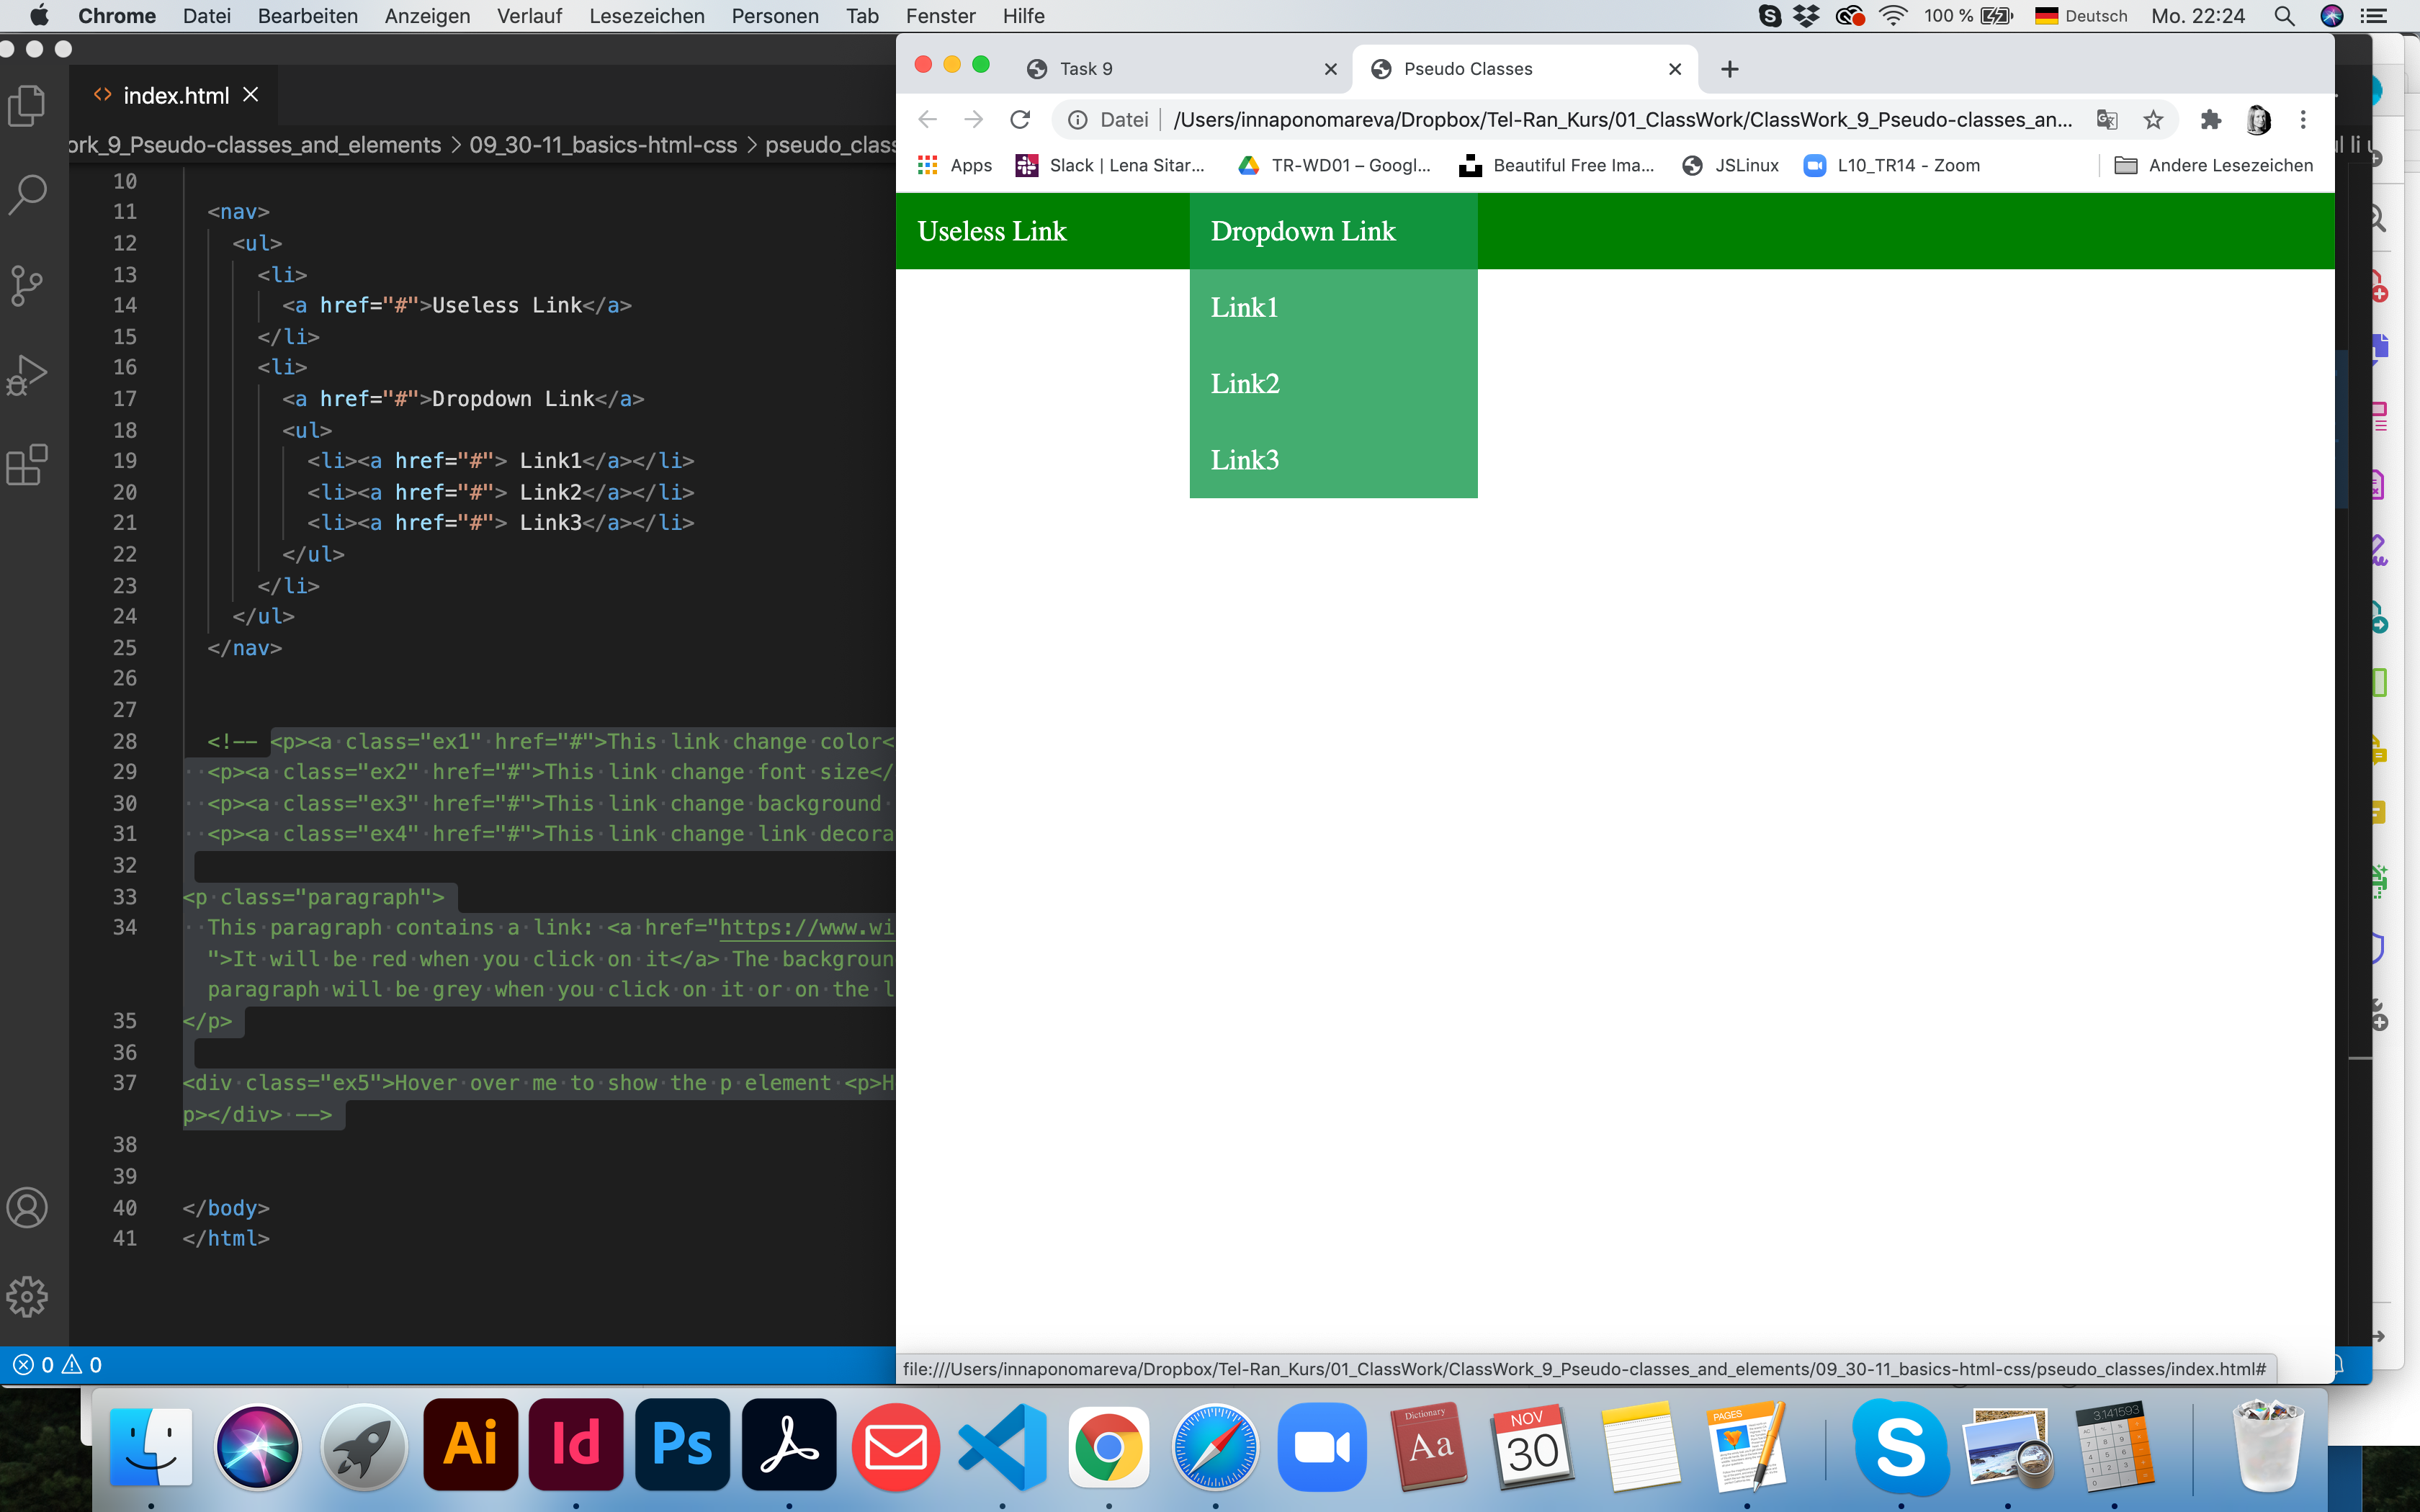 Chrome Datei Bearbeiten Anzeigen Verlauf Lesezeichen Personen Tab Fenster Hilfe 100 % Deutsch Mo. 22:24
index.html
ork_9_Pseudo-classes_and_elements > 09_30-11_basics-html-css > pseudo_class
10
11 <nav>
12 <ul>
13 <li>
14 <a href="#">Useless Link</a>
15 </li>
16 <li>
17 <a href="#">Dropdown Link</a>
18 <ul>
19 <li><a href="#"> Link1</a></li>
20 <li><a href="#"> Link2</a></li>
21 <li><a href="#"> Link3</a></li>
22 </ul>
23 </li>
24 </ul>
25 </nav>
26
27
28 <!-- <p><a class="ex1" href="#">This link change color<
29 <p><a class="ex2" href="#">This link change font size</
30 <p><a class="ex3" href="#">This link change background
31 <p><a class="ex4" href="#">This link change link decora
32
33 <p class="paragraph">
34 This paragraph contains a link: <a href="https://www.wi
">It will be red when you click on it</a> The backgroun
paragraph will be grey when you click on it or on the l
35 </p>
36
37 <div class="ex5">Hover over me to show the p element <p>H
p></div> -->
38
39
40 </body>
41 </html>
0 0
Task 9
Pseudo Classes
Datei /Users/innaponomareva/Dropbox/Tel-Ran_Kurs/01_ClassWork/ClassWork_9_Pseudo-classes_an...
Apps Slack | Lena Sitar... TR-WD01 – Googl... Beautiful Free Ima... JSLinux L10_TR14 - Zoom Andere Lesezeichen
Useless Link
Dropdown Link
Link1
Link2
Link3
ul li u
file:///Users/innaponomareva/Dropbox/Tel-Ran_Kurs/01_ClassWork/ClassWork_9_Pseudo-classes_and_elements/09_30-11_basics-html-css/pseudo_classes/index.html#
Ai
Id
Ps
Dictionary
Aa
NOV
30
PAGES
S
3,141593